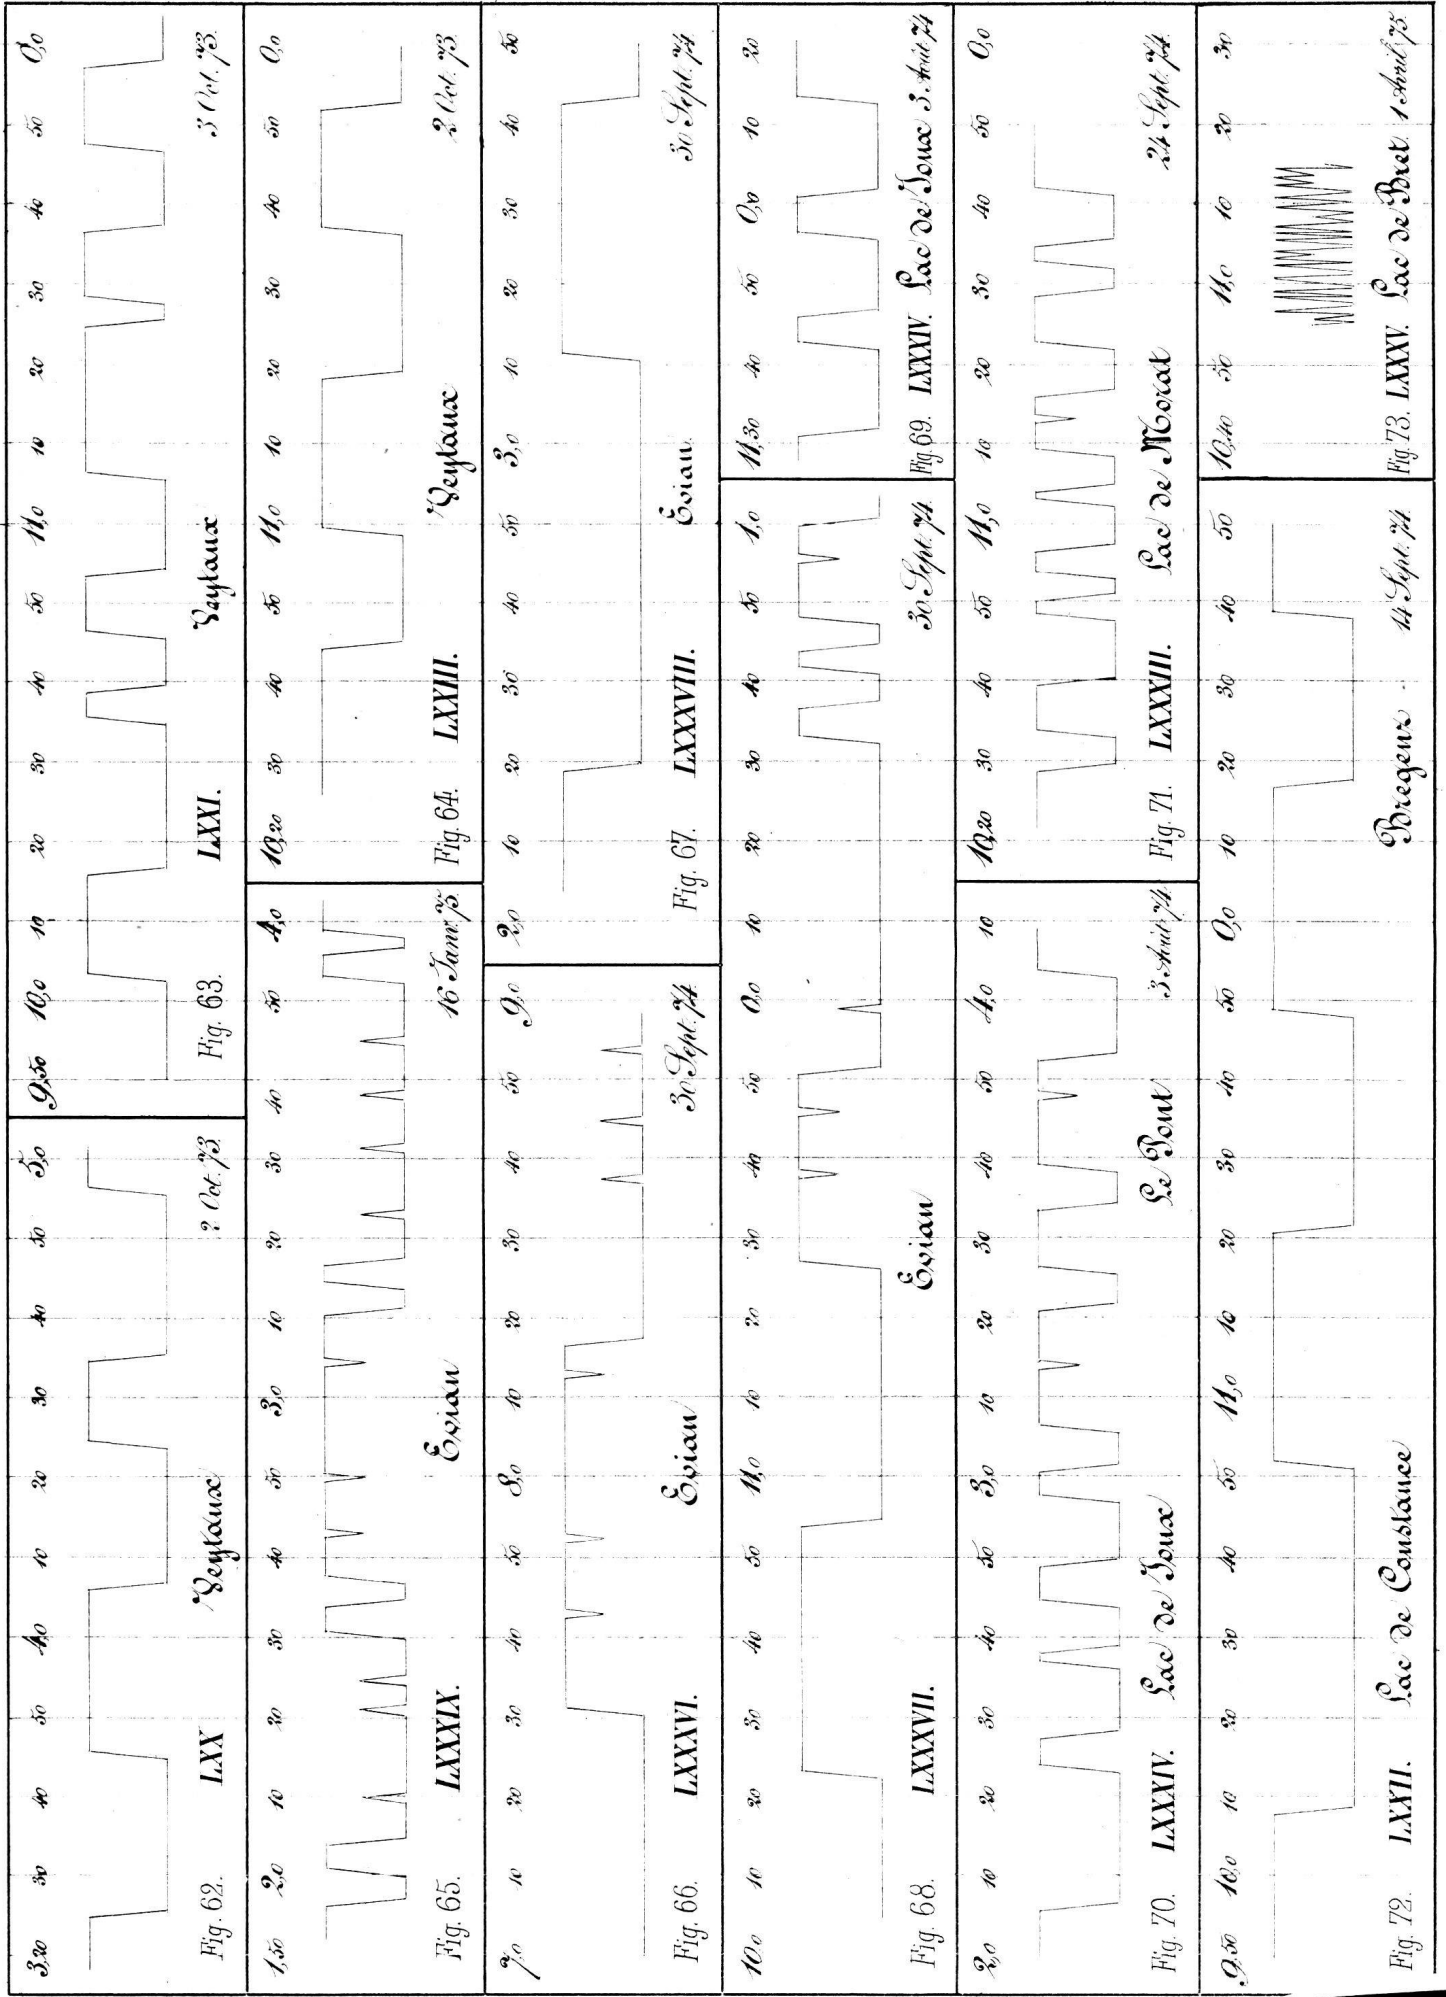 3,20 30 40 50 4,0 10 20 30 40 50 5,0
Fig. 62. LXX Veytaux 2 Oct. 73.
9,50 10,0 10 20 30 40 50 11,0 10 20 30 40 50 0,0
Fig. 63. LXXI. Veytaux 3 Oct. 73.
1,50 2,0 10 20 30 40 50 3,0 10 20 30 40 50 4,0
Fig. 65. LXXXIX. Evian 16 Janv. 75.
10,20 30 40 50 11,0 10 20 30 40 50 0,0
Fig. 64. LXXIII. Veytaux 2 Oct. 73.
7,0 10 20 30 40 50 8,0 10 20 30 40 50 9,0
Fig. 66. LXXXVI. Evian 30 Sept. 74.
2,0 10 20 30 40 50 3,0 10 20 30 40 50
Fig. 67. LXXXVIII. Evian. 30 Sept. 74.
10,0 10 20 30 40 50 11,0 10 20 30 40 50 0,0 10 20 30 40 50 1,0
Fig. 68. LXXXVII. Evian 30 Sept. 74.
11,30 40 50 0,0 10 20
Fig. 69. LXXXIV. Lac de Joux 3. Août 74
2,0 10 20 30 40 50 3,0 10 20 30 40 50 4,0 10
Fig. 70. LXXXIV. Lac de Joux Le Pont 3. Août 74.
10,20 30 40 50 11,0 10 20 30 40 50 0,0
Fig. 71. LXXXIII. Lac de Morat 24 Sept. 74.
9,50 10,0 10 20 30 40 50 11,0 10 20 30 40 50 0,0 10 20 30 40 50
Fig. 72. LXXII. Lac de Constance Bregenz 14 Sept. 74.
10,40 50 11,0 10 20 30
Fig. 73. LXXXV. Lac de Bret. 1 Avril 75.